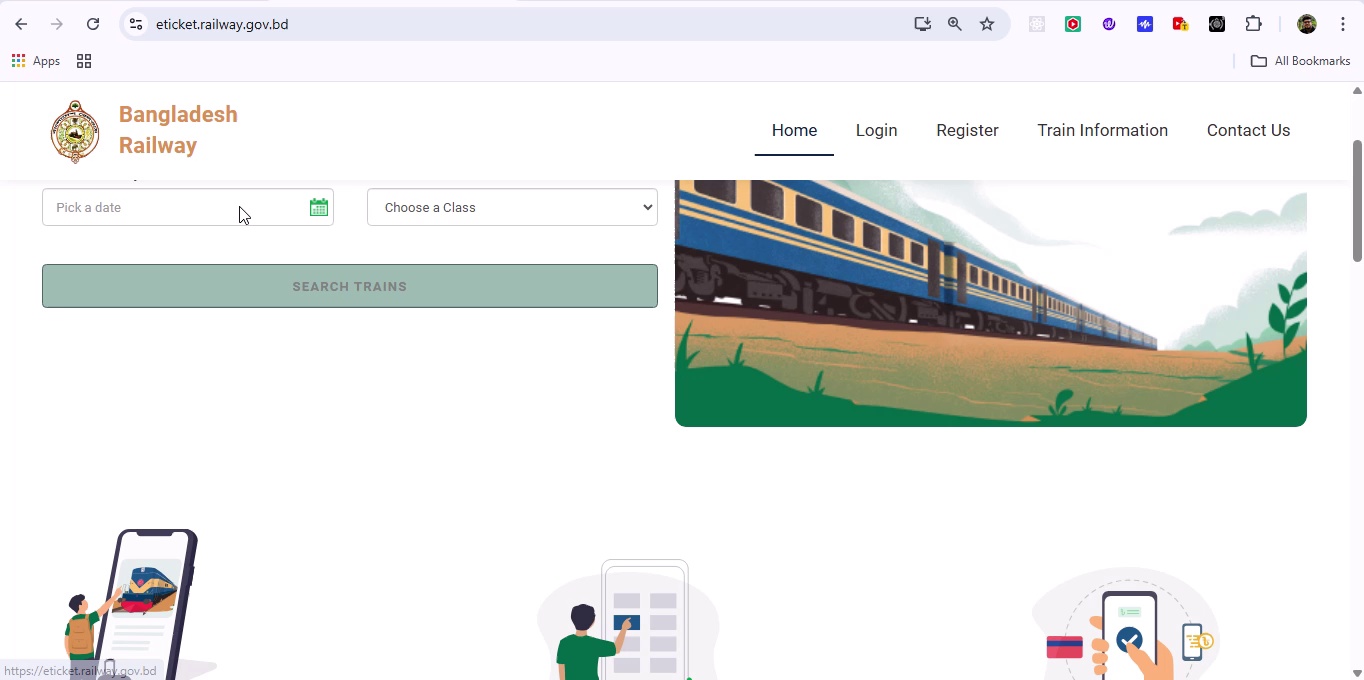 eticket.railway.gov.bd
Apps
All Bookmarks
Bangladesh
Railway
Home
Login
Register
Train Information
Contact Us
Pick a date
Choose a Class
SEARCH TRAINS
https://eticket.railway.gov.bd